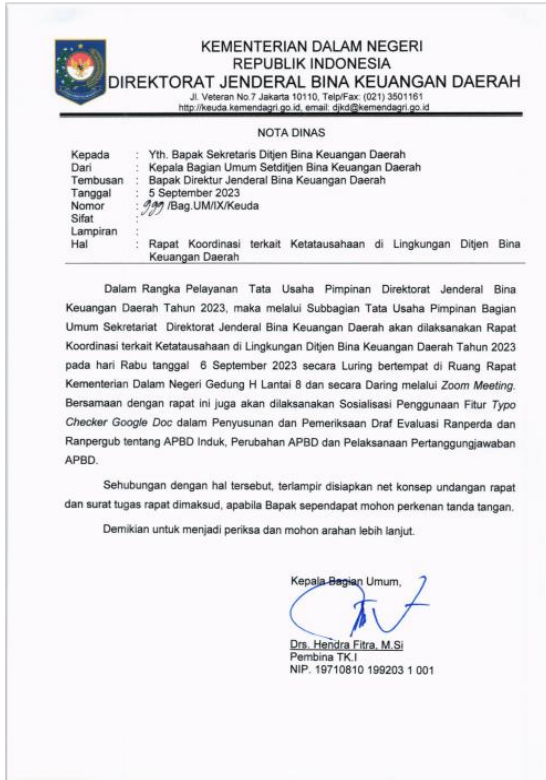 KEMENTERIAN DALAM NEGERI
REPUBLIK INDONESIA
DIREKTORAT JENDERAL BINA KEUANGAN DAERAH
Jl. Veteran No.7 Jakarta 10110, Telp/Fax: (021) 3501161
http://keuda.kemendagri.go.id, email: djkd@kemendagri.go.id
NOTA DINAS
Kepada : Yth. Bapak Sekretaris Ditjen Bina Keuangan Daerah
Dari : Kepala Bagian Umum Setditjen Bina Keuangan Daerah
Tembusan : Bapak Direktur Jenderal Bina Keuangan Daerah
Tanggal : 5 September 2023
Nomor : 999 /Bag.UM/IX/Keuda
Sifat :
Lampiran :
Hal : Rapat Koordinasi terkait Ketatausahaan di Lingkungan Ditjen Bina
Keuangan Daerah
Dalam Rangka Pelayanan Tata Usaha Pimpinan Direktorat Jenderal Bina
Keuangan Daerah Tahun 2023, maka melalui Subbagian Tata Usaha Pimpinan Bagian
Umum Sekretariat Direktorat Jenderal Bina Keuangan Daerah akan dilaksanakan Rapat
Koordinasi terkait Ketatausahaan di Lingkungan Ditjen Bina Keuangan Daerah Tahun 2023
pada hari Rabu tanggal 6 September 2023 secara Luring bertempat di Ruang Rapat
Kementerian Dalam Negeri Gedung H Lantai 8 dan secara Daring melalui Zoom Meeting.
Bersamaan dengan rapat ini juga akan dilaksanakan Sosialisasi Penggunaan Fitur Typo
Checker Google Doc dalam Penyusunan dan Pemeriksaan Draf Evaluasi Ranperda dan
Ranpergub tentang APBD Induk, Perubahan APBD dan Pelaksanaan Pertanggungjawaban
APBD.
Sehubungan dengan hal tersebut, terlampir disiapkan net konsep undangan rapat
dan surat tugas rapat dimaksud, apabila Bapak sependapat mohon perkenan tanda tangan.
Demikian untuk menjadi periksa dan mohon arahan lebih lanjut.
Kepala Bagian Umum,
Drs. Hendra Fitra, M.Si
Pembina TK.I
NIP. 19710810 199203 1 001